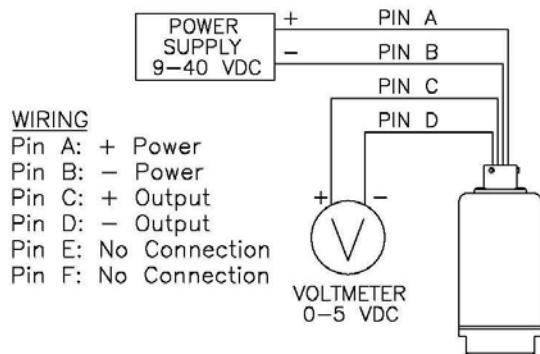 POWER
SUPPLY
9-40 VDC
+
-
PIN A
PIN B
PIN C
PIN D
WIRING
Pin A: + Power
Pin B: - Power
Pin C: + Output
Pin D: - Output
Pin E: No Connection
Pin F: No Connection
+
-
V
VOLTMETER
0-5 VDC